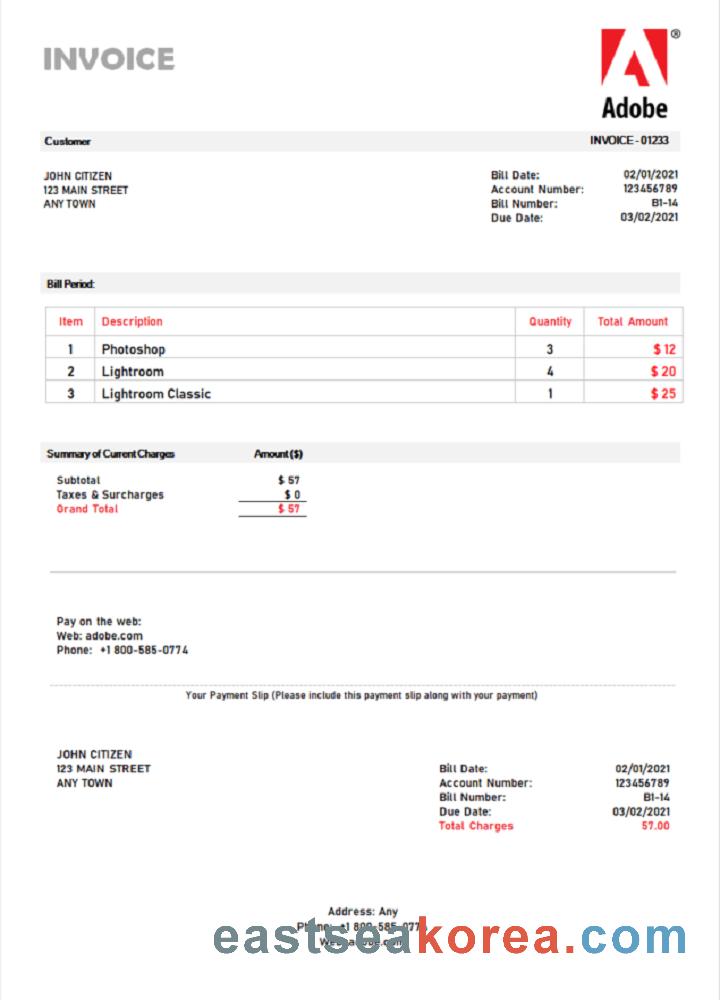 INVOICE
Adobe ®
Customer INVOICE - 01233
JOHN CITIZEN Bill Date: 02/01/2021
123 MAIN STREET Account Number: 123456789
ANY TOWN Bill Number: B1-14
Due Date: 03/02/2021
Bill Period:
Item Description Quantity Total Amount
1 Photoshop 3 $ 12
2 Lightroom 4 $ 20
3 Lightroom Classic 1 $ 25
Summary of Current Charges Amount ($)
Subtotal $ 57
Taxes & Surcharges $ 0
Grand Total $ 57
Pay on the web:
Web: adobe.com
Phone: +1 800-585-0774
Your Payment Slip (Please include this payment slip along with your payment)
JOHN CITIZEN
123 MAIN STREET Bill Date: 02/01/2021
ANY TOWN Account Number: 123456789
Bill Number: B1-14
Due Date: 03/02/2021
Total Charges 57.00
Address: Any
Phone: +1 800-585-0774
Web: adobe.com
eastseakorea.com